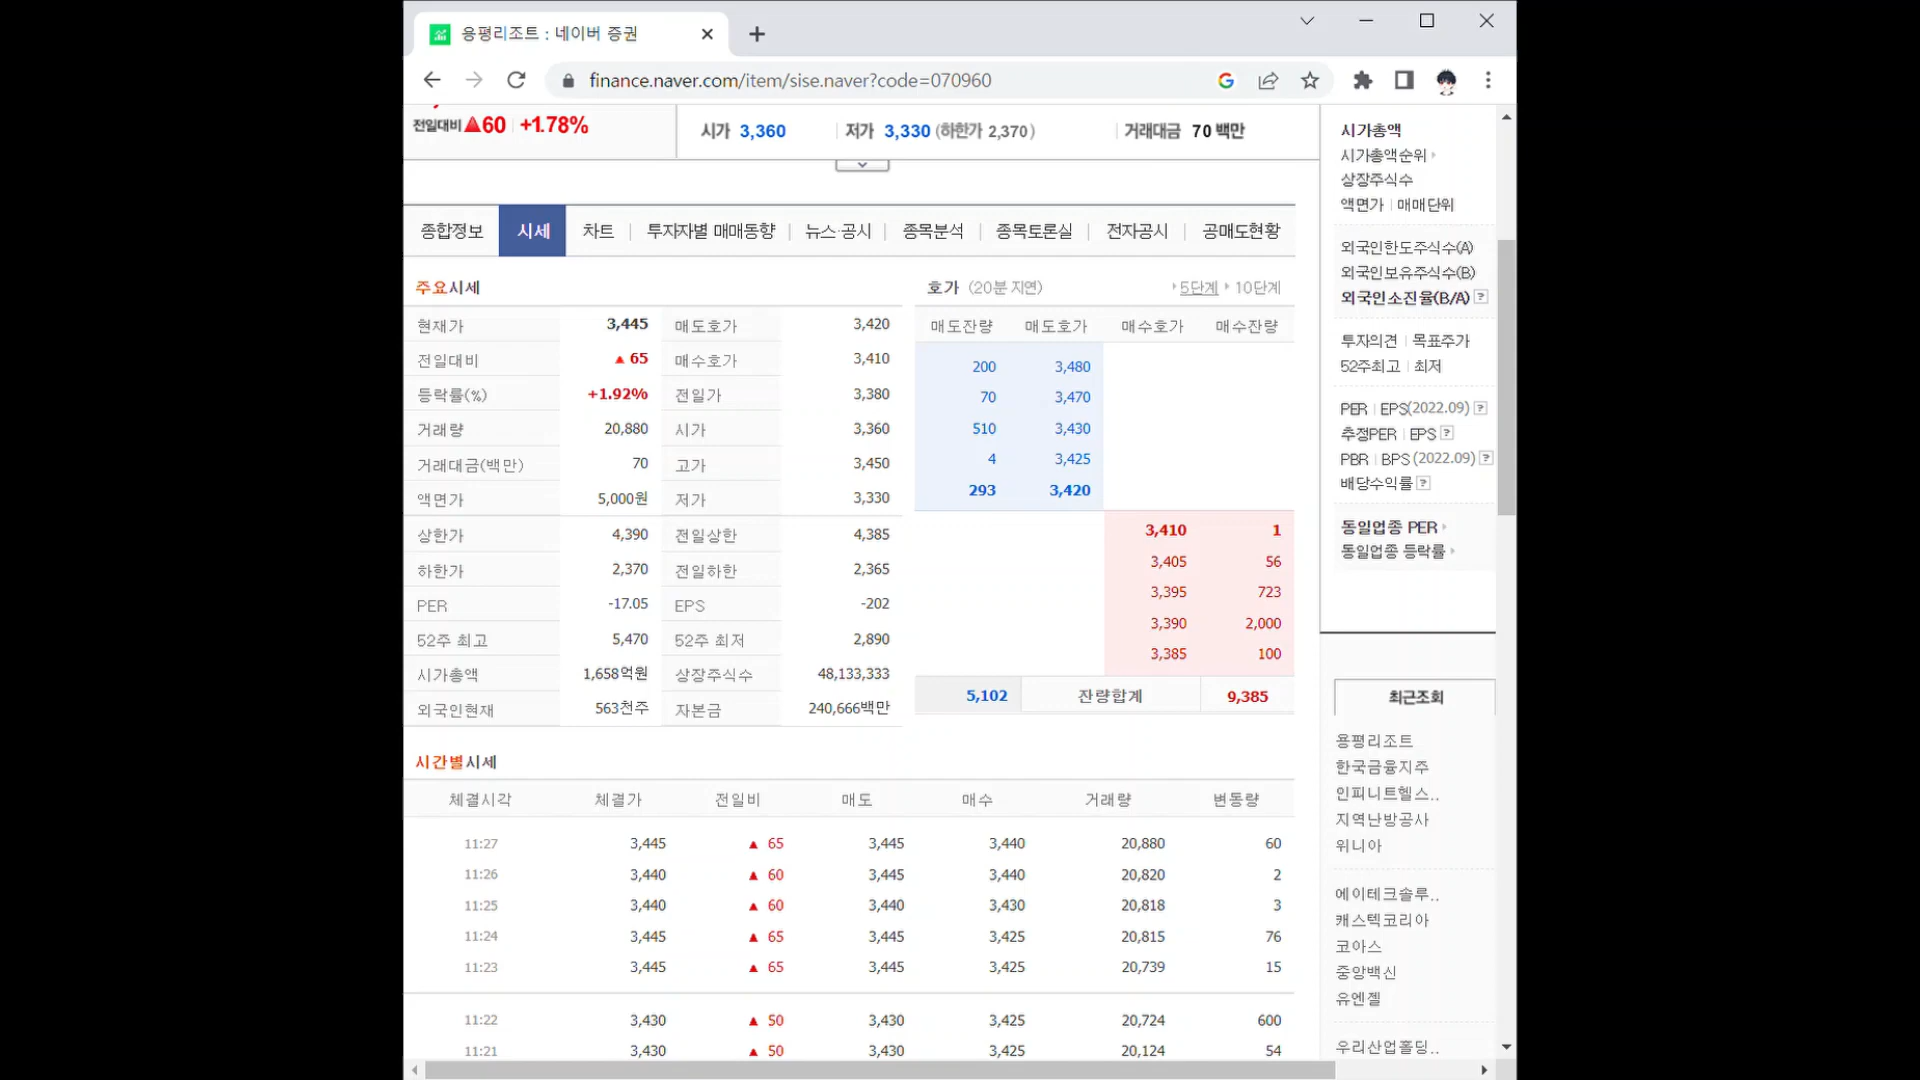 용평리조트 : 네이버 증권
finance.naver.com/item/sise.naver?code=070960
전일대비 ▲60 | +1.78%
시가 3,360 | 저가 3,330 (하한가 2,370) | 거래대금 70 백만
종합정보 시세 차트 투자자별 매매동향 뉴스·공시 종목분석 종목토론실 전자공시 공매도현황
주요시세
현재가 3,445 매도호가 3,420
전일대비 ▲ 65 매수호가 3,410
등락률(%) +1.92% 전일가 3,380
거래량 20,880 시가 3,360
거래대금(백만) 70 고가 3,450
액면가 5,000원 저가 3,330
상한가 4,390 전일상한 4,385
하한가 2,370 전일하한 2,365
PER -17.05 EPS -202
52주 최고 5,470 52주 최저 2,890
시가총액 1,658억원 상장주식수 48,133,333
외국인현재 563천주 자본금 240,666백만
호가 (20분 지연) 5단계 10단계
매도잔량 매도호가 매수호가 매수잔량
200 3,480
70 3,470
510 3,430
4 3,425
293 3,420
3,410 1
3,405 56
3,395 723
3,390 2,000
3,385 100
5,102 잔량합계 9,385
시간별시세
체결시각 체결가 전일비 매도 매수 거래량 변동량
11:27 3,445 ▲ 65 3,445 3,440 20,880 60
11:26 3,440 ▲ 60 3,445 3,440 20,820 2
11:25 3,440 ▲ 60 3,440 3,430 20,818 3
11:24 3,445 ▲ 65 3,445 3,425 20,815 76
11:23 3,445 ▲ 65 3,445 3,425 20,739 15
11:22 3,430 ▲ 50 3,430 3,425 20,724 600
11:21 3,430 ▲ 50 3,430 3,425 20,124 54
시가총액
시가총액순위
상장주식수
액면가 | 매매단위
외국인한도주식수(A)
외국인보유주식수(B)
외국인소진율(B/A) ?
투자의견 | 목표주가
52주최고 | 최저
PER | EPS(2022.09) ?
추정PER | EPS ?
PBR | BPS (2022.09) ?
배당수익률 ?
동일업종 PER
동일업종 등락률
최근조회
용평리조트
한국금융지주
인피니트헬스..
지역난방공사
위니아
에이테크솔루..
캐스텍코리아
코아스
중앙백신
유엔젤
우리산업홀딩..